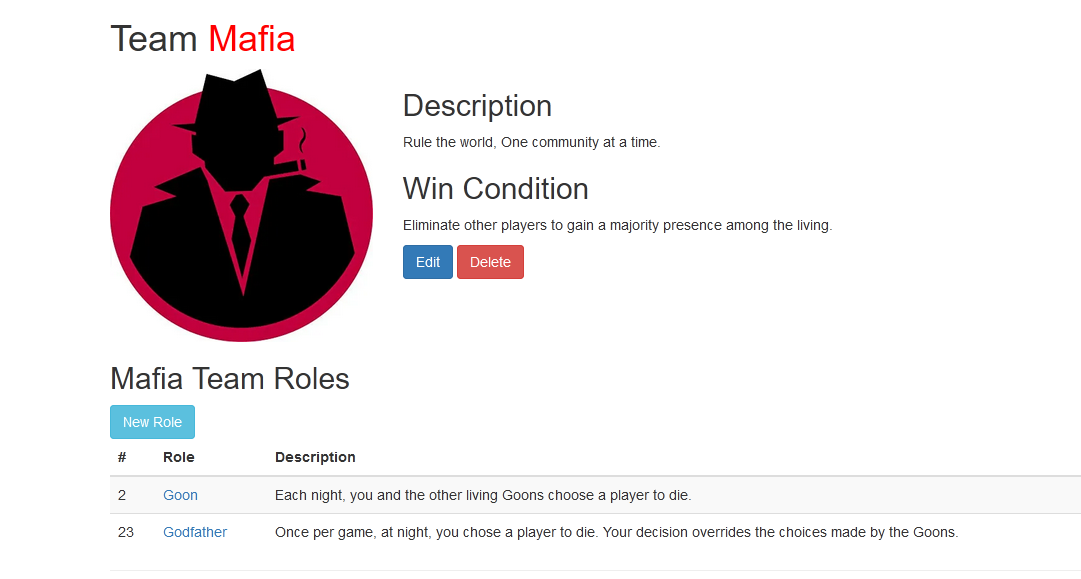 Team Mafia
Description
Rule the world, One community at a time.
Win Condition
Eliminate other players to gain a majority presence among the living.
Edit Delete
Mafia Team Roles
New Role
# Role Description
2 Goon Each night, you and the other living Goons choose a player to die.
23 Godfather Once per game, at night, you chose a player to die. Your decision overrides the choices made by the Goons.